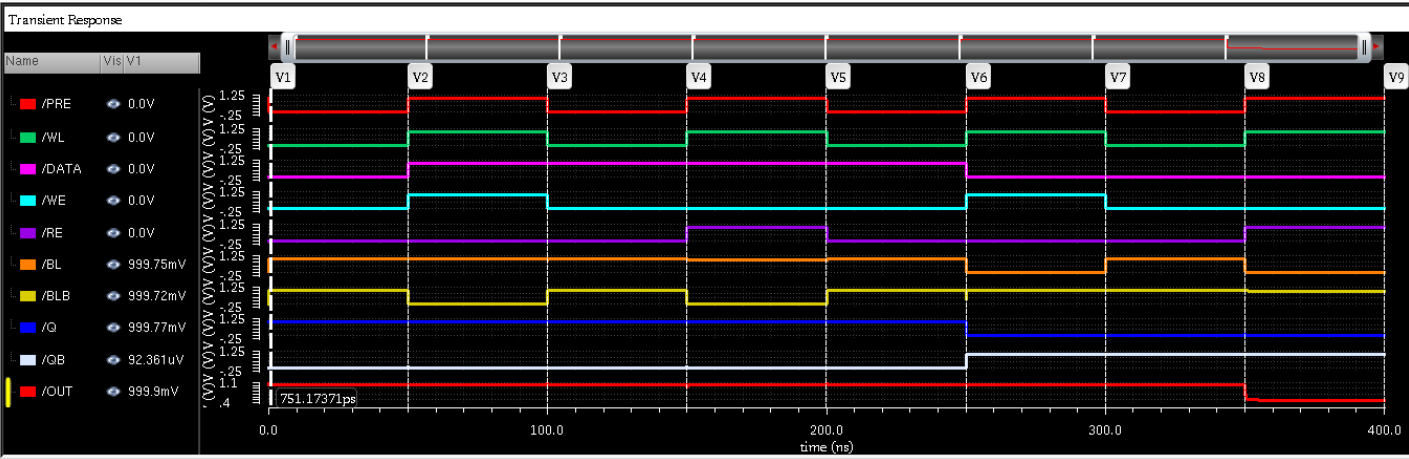 Transient Response
Name Vis V1
V1 V2 V3 V4 V5 V6 V7 V8 V9
/PRE 0.0V
/WL 0.0V
/DATA 0.0V
/WE 0.0V
/RE 0.0V
/BL 999.75mV
/BLB 999.72mV
/Q 999.77mV
/QB 92.361uV
/OUT 999.9mV
(V) 1.25
-.25
(V) 1.25
-.25
(V) 1.25
-.25
(V) 1.25
-.25
(V) 1.25
-.25
(V) 1.25
-.25
(V) 1.25
-.25
(V) 1.25
-.25
(V) 1.25
-.25
(V) 1.1
.4
751.17371ps
0.0 100.0 200.0 300.0 400.0
time (ns)